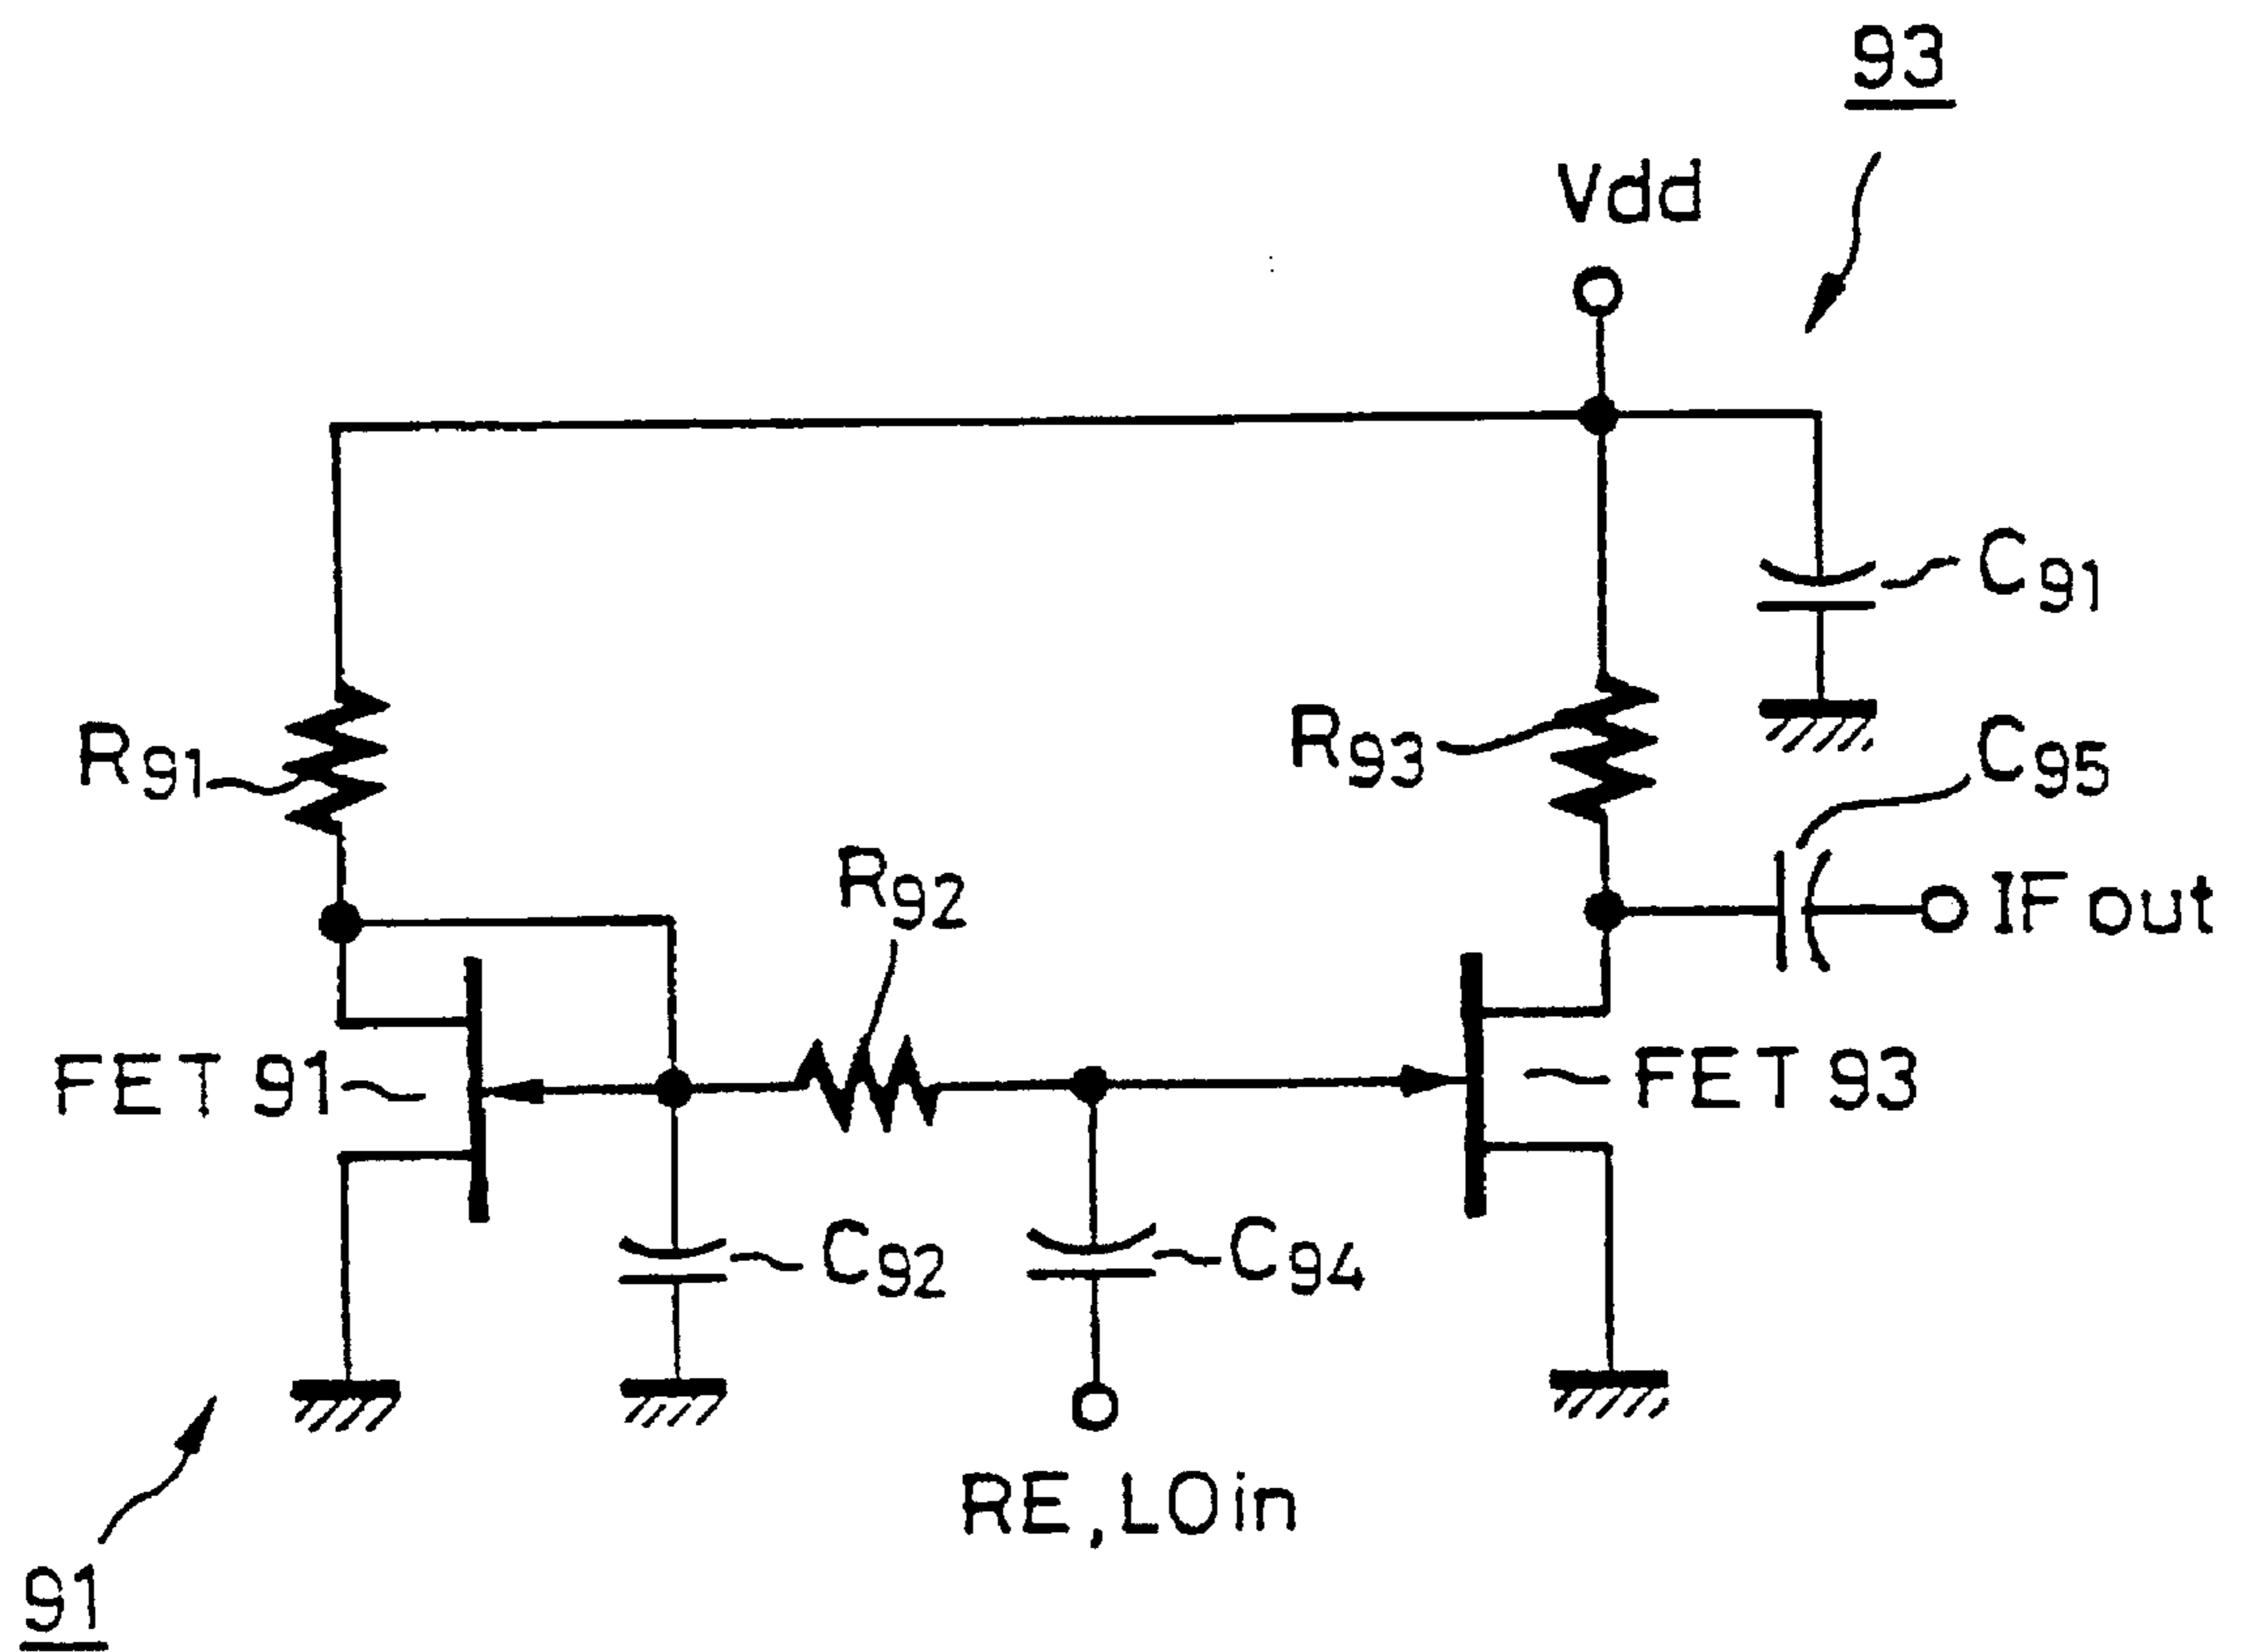 93
Vdd
C91
R91
R93
C95
R92
IF out
FET 91
FET 93
C92
C94
RE, LOin
91